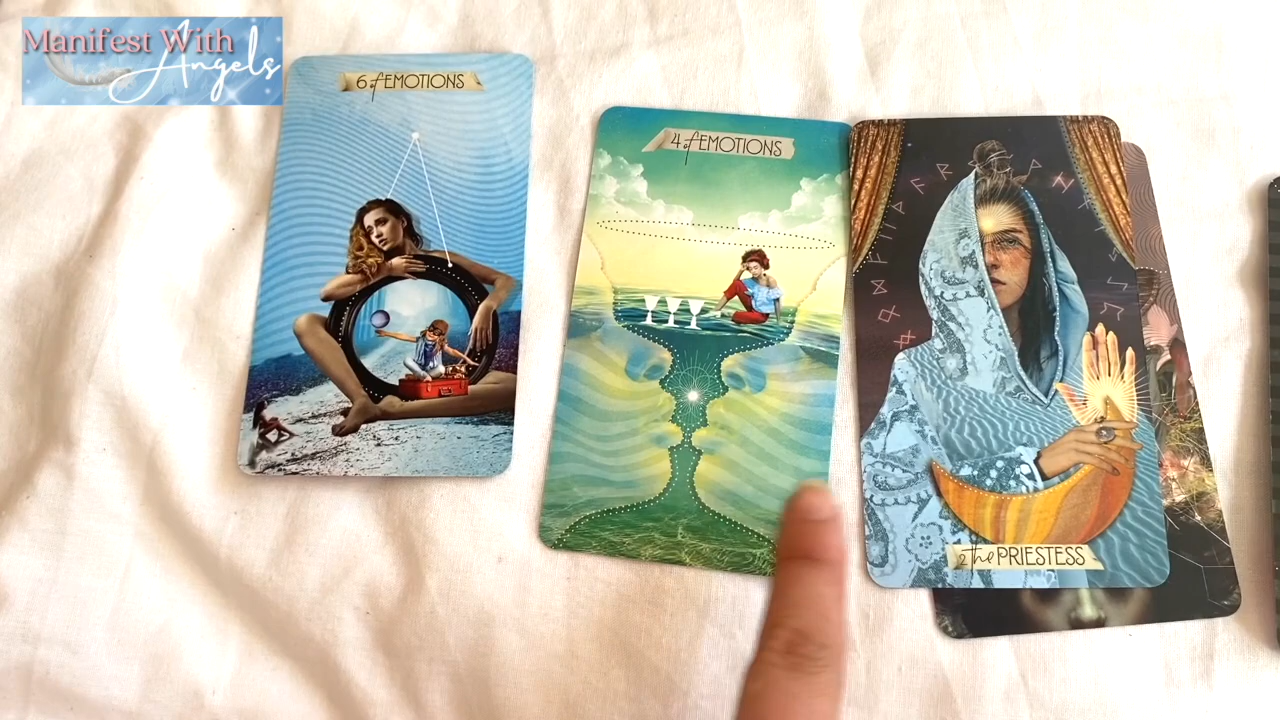 Manifest With
Angels
6 of EMOTIONS
4 of EMOTIONS
2 the PRIESTESS